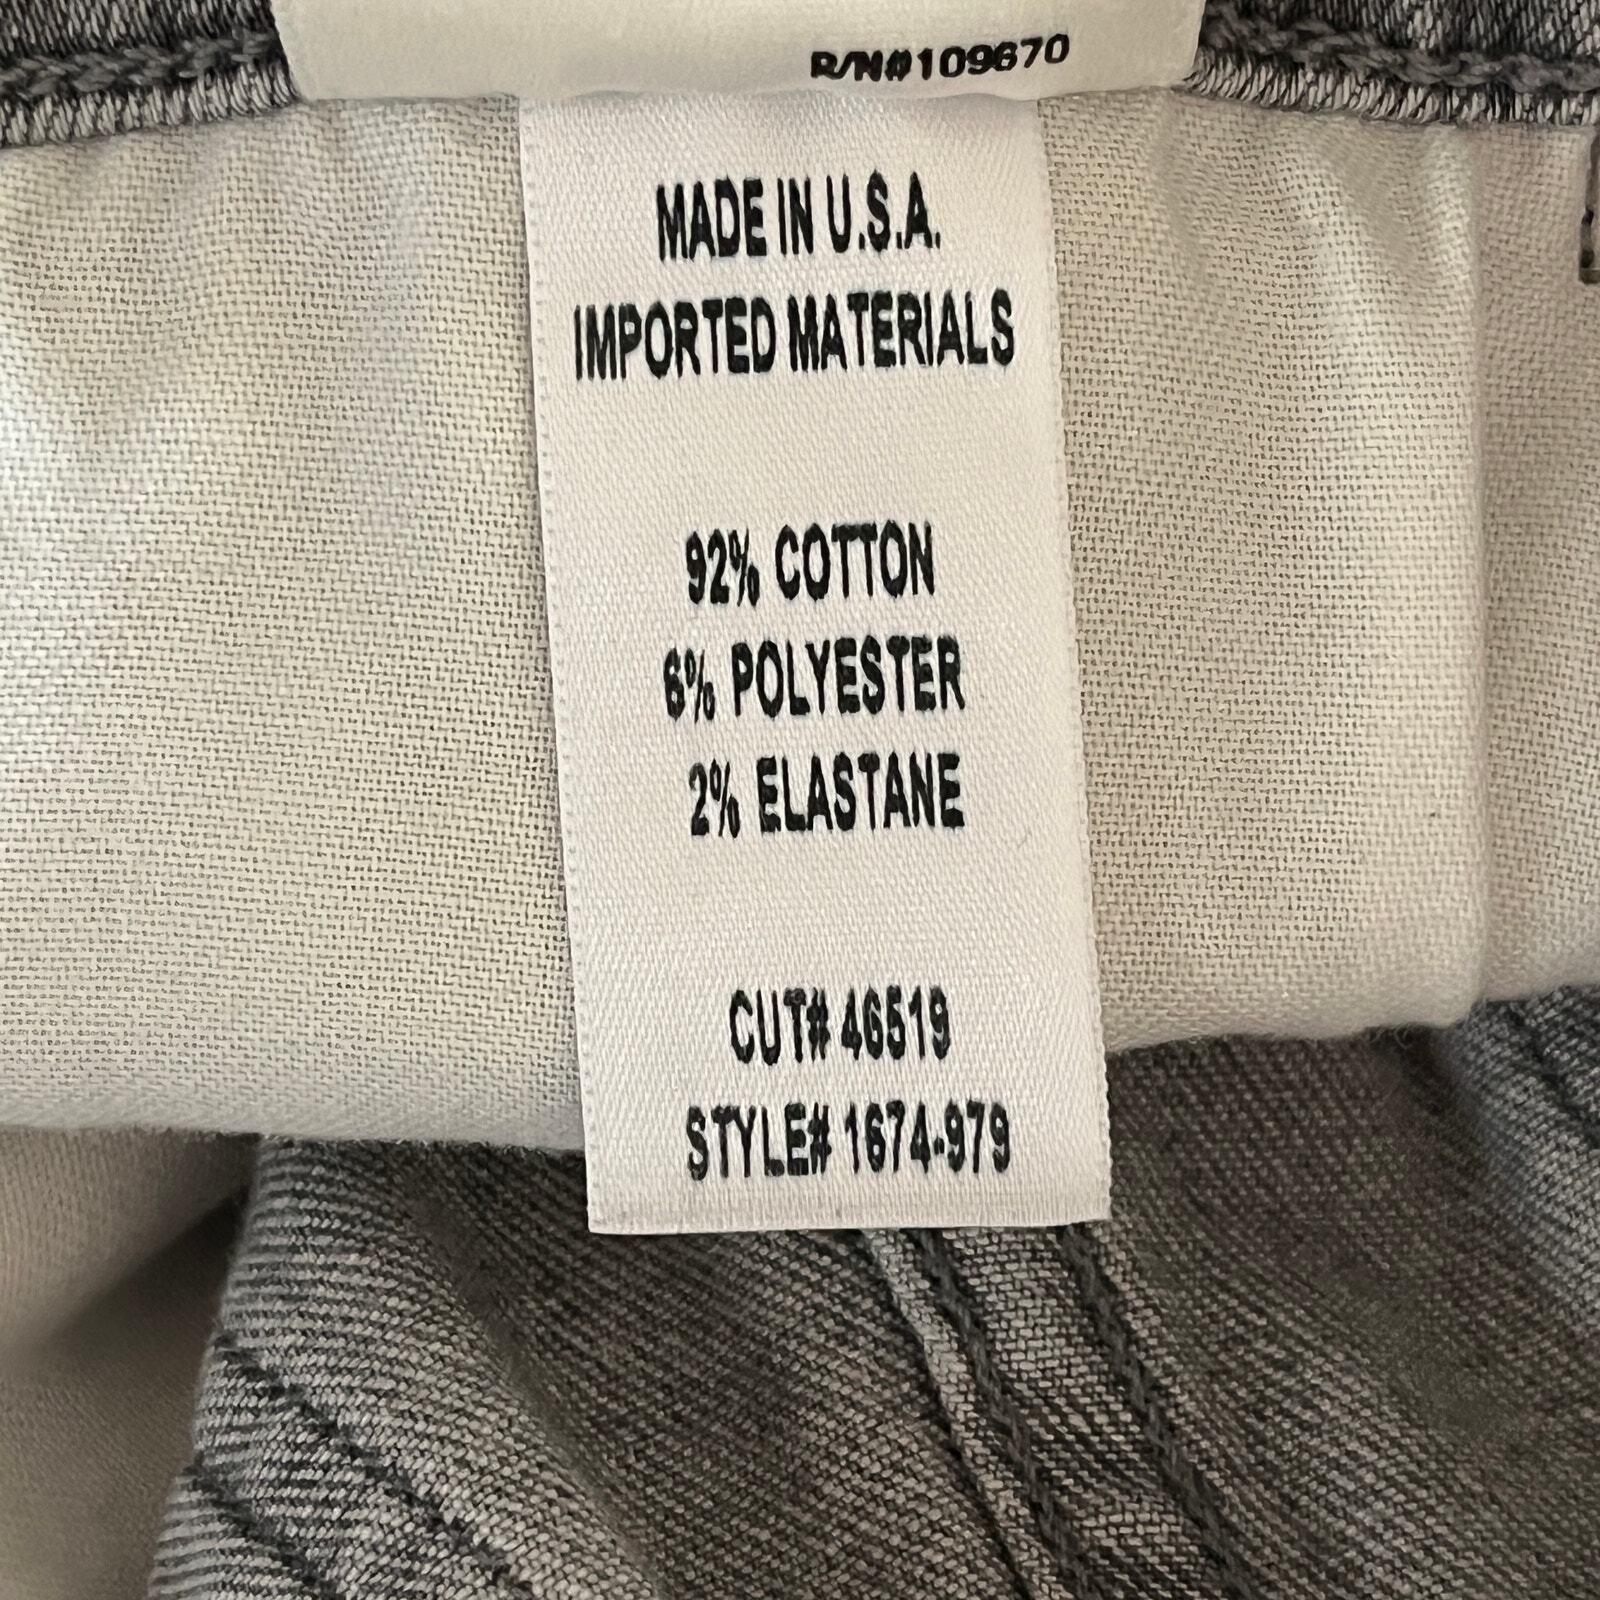 R/N#109670
MADE IN U.S.A.
IMPORTED MATERIALS
92% COTTON
6% POLYESTER
2% ELASTANE
CUT# 46519
STYLE# 1674-979